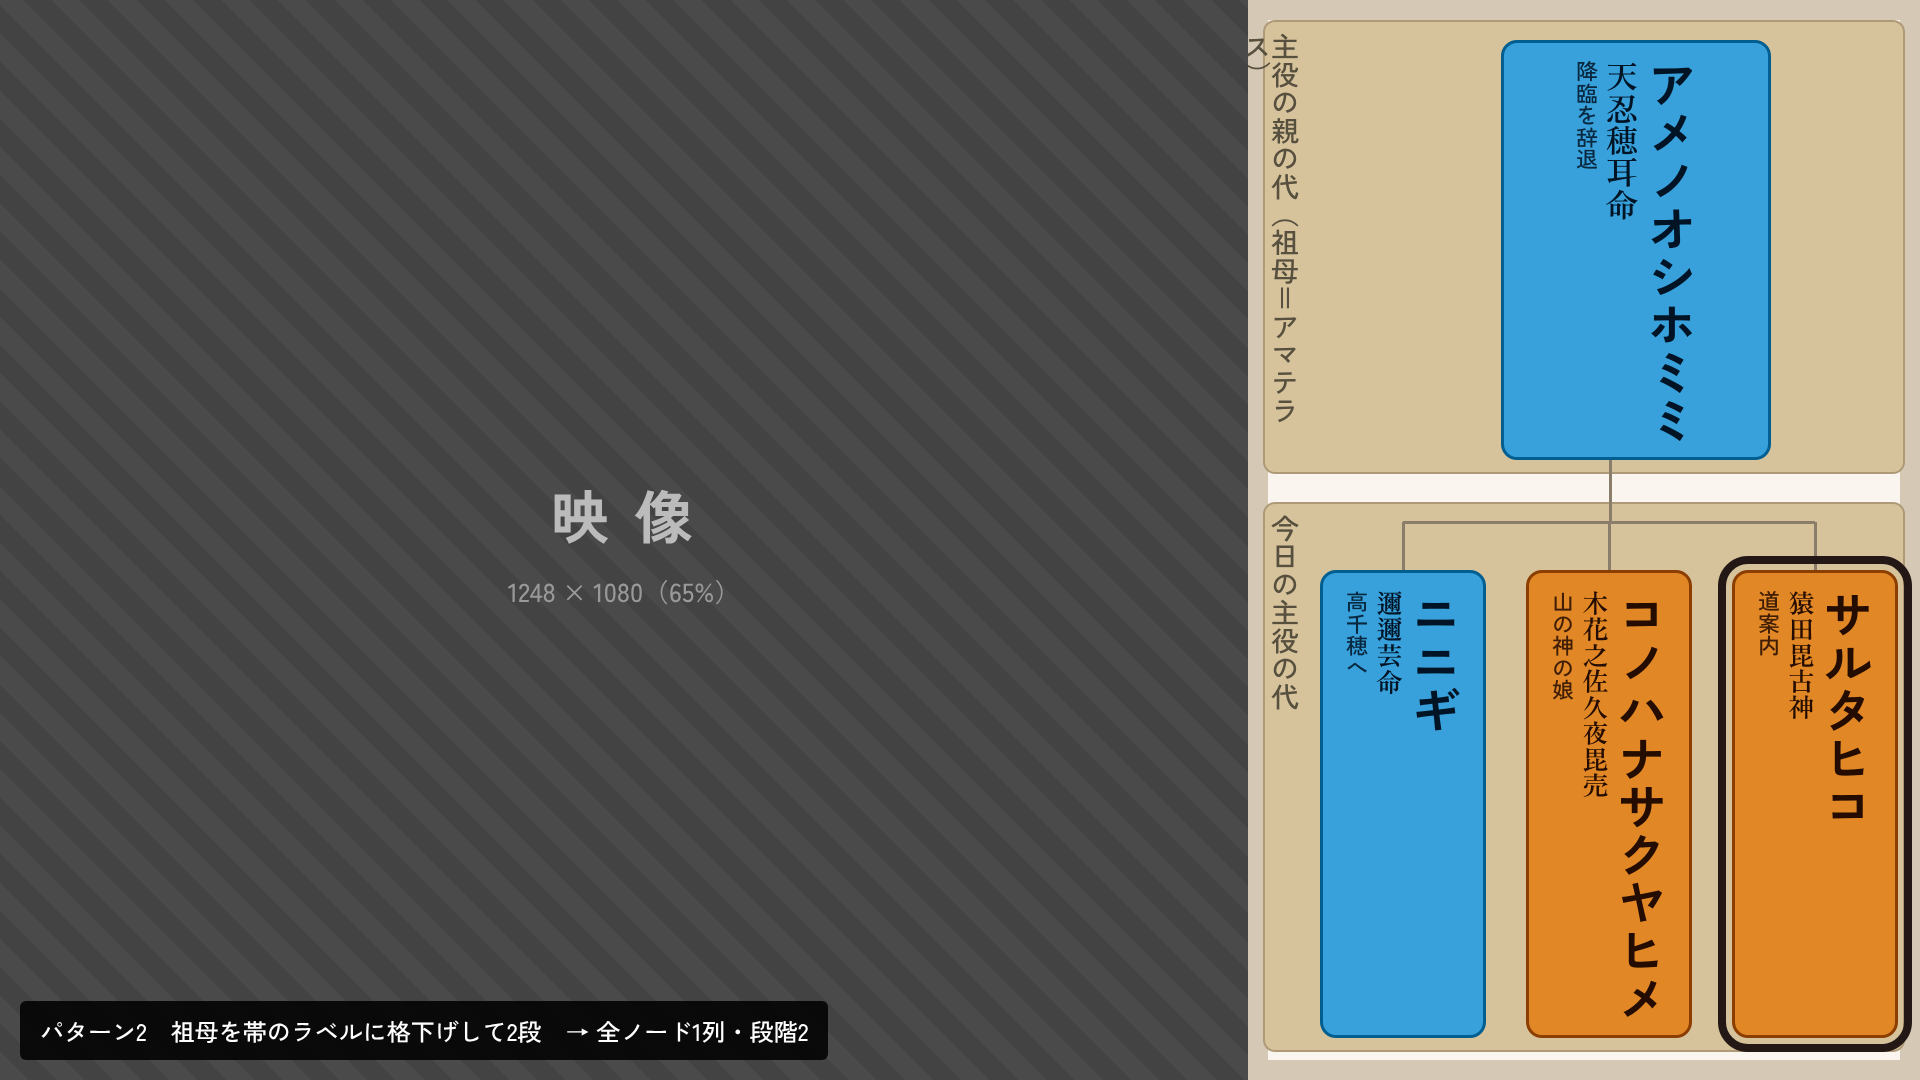 映像
1248 × 1080（65%）
パターン2　祖母を帯のラベルに格下げして2段　→ 全ノード1列・段階2
主役の親の代（祖母＝アマテラ
ス）
アメノオシホミミ
天忍穂耳命
降臨を辞退
今日の主役の代
サルタヒコ
猿田毘古神
道案内
コノハナサクヤヒメ
木花之佐久夜毘売
山の神の娘
ニニギ
邇邇芸命
高千穂へ